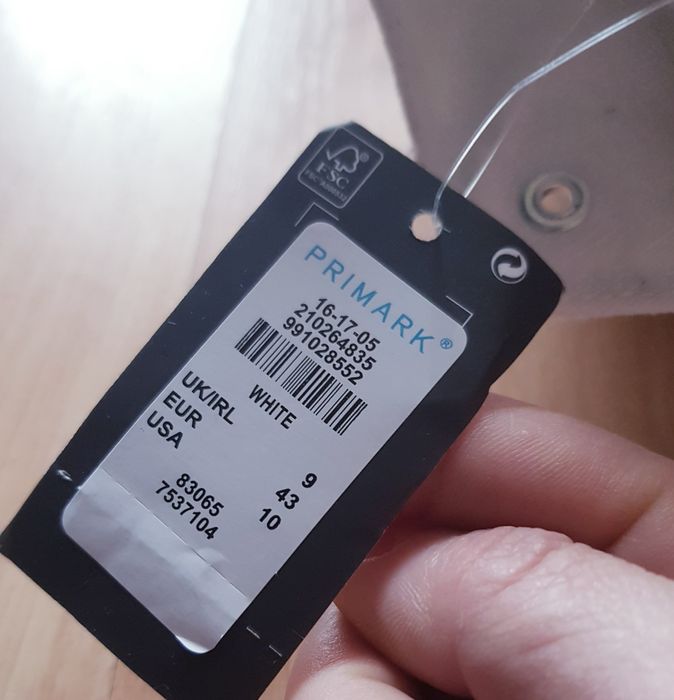 FSC
PRIMARK®
16-17-05
210264835
991028552
WHITE
UK/IRL 9
EUR 43
USA 10
83065
7537104